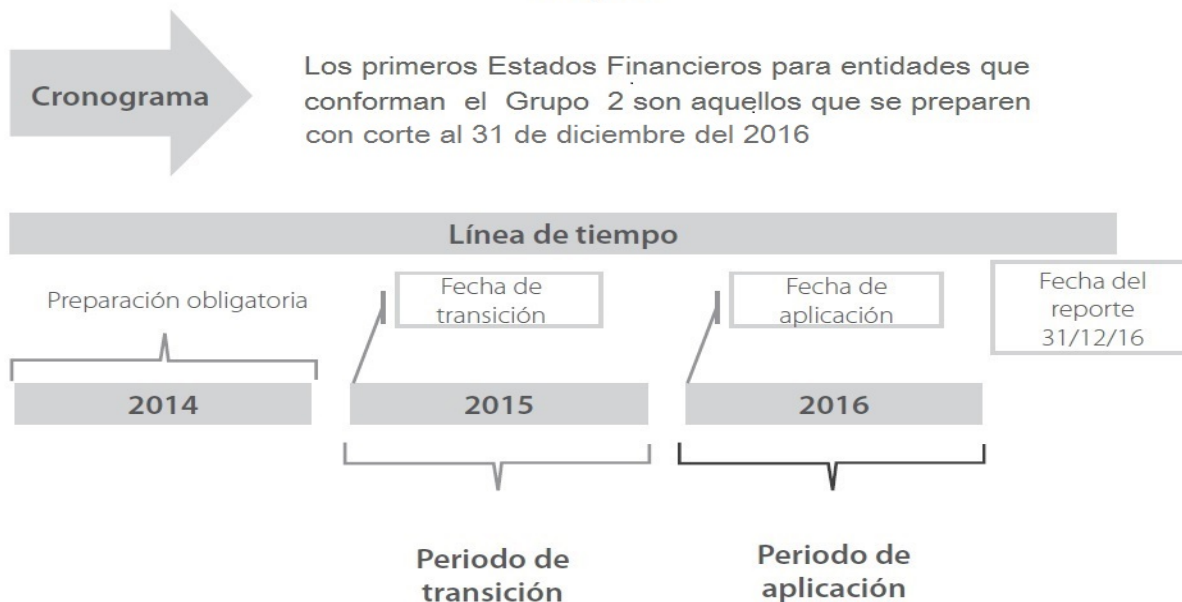 Cronograma
Los primeros Estados Financieros para entidades que
conforman el Grupo 2 son aquellos que se preparen
con corte al 31 de diciembre del 2016
Línea de tiempo
Preparación obligatoria
Fecha de
transición
Fecha de
aplicación
Fecha del
reporte
31/12/16
2014
2015
2016
Periodo de
transición
Periodo de
aplicación